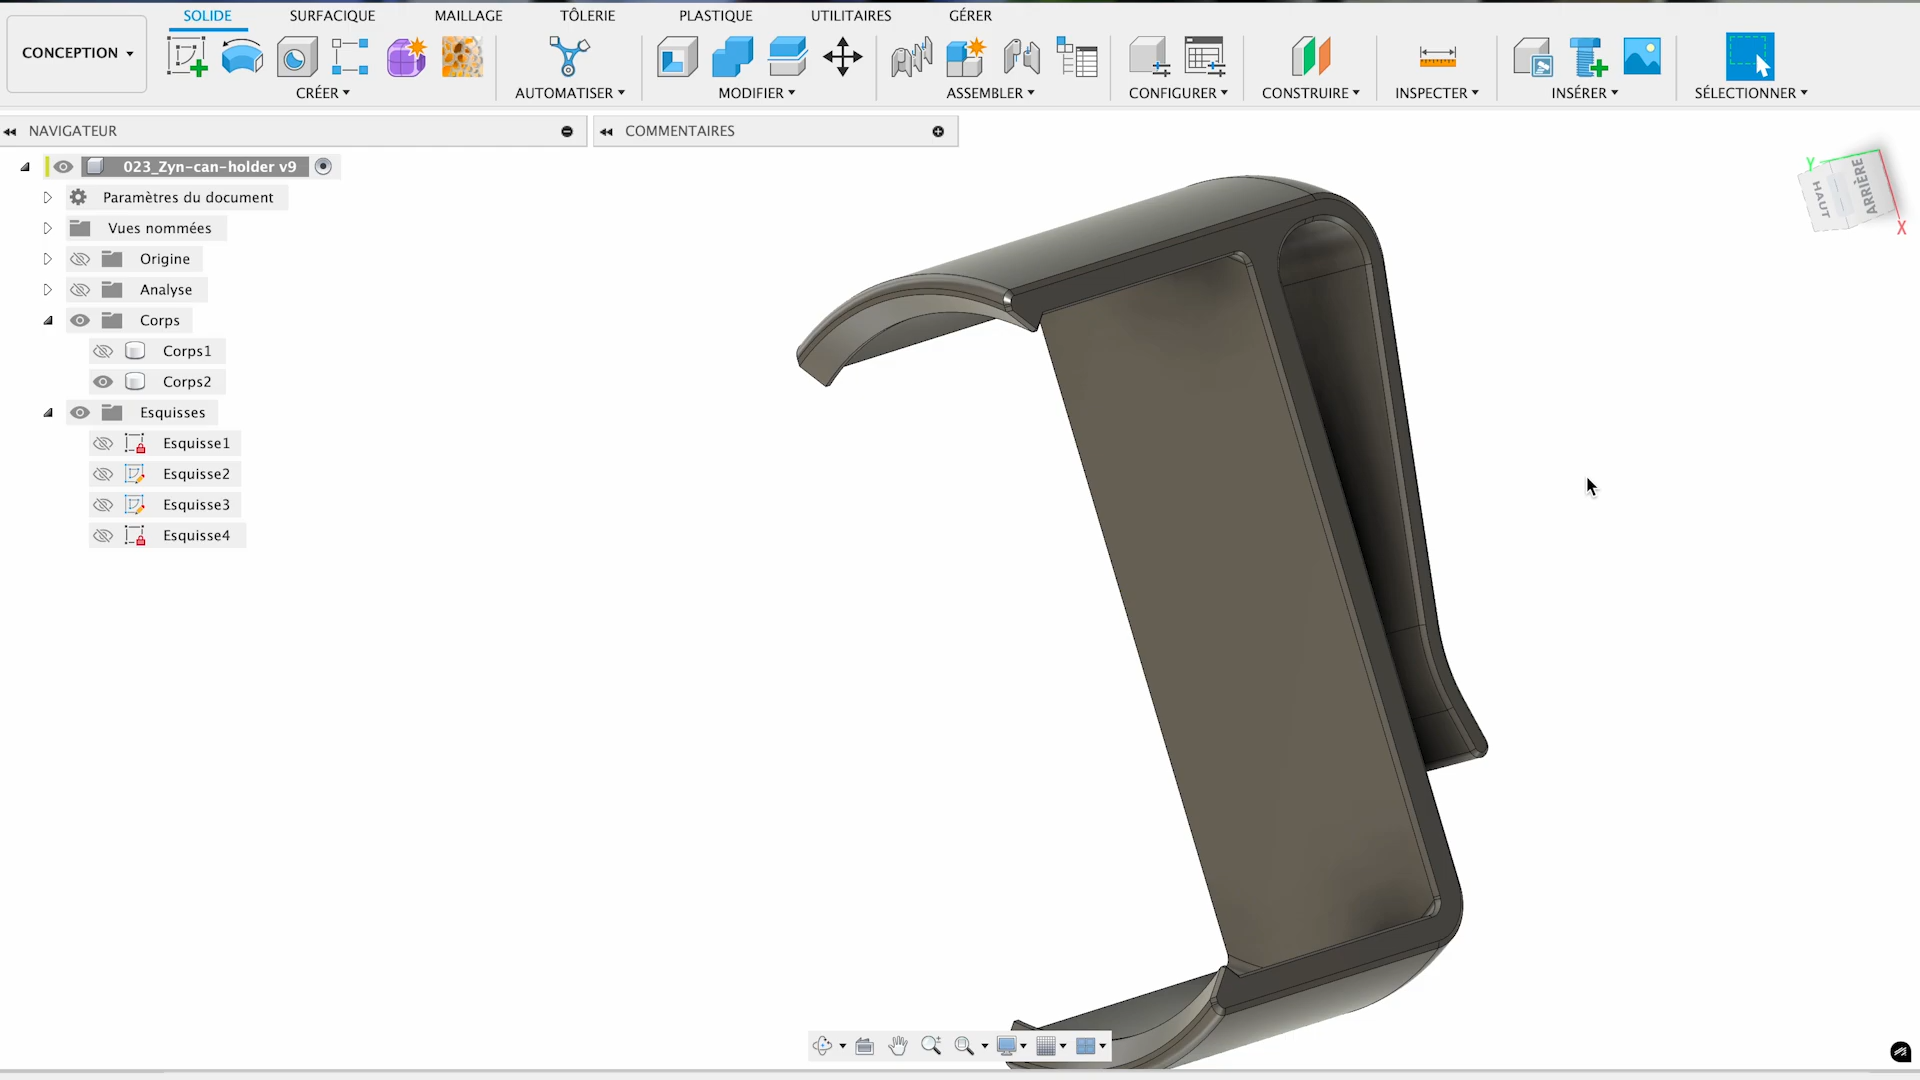 SOLIDE SURFACIQUE MAILLAGE TÔLERIE PLASTIQUE UTILITAIRES GÉRER
CONCEPTION
CRÉER AUTOMATISER MODIFIER ASSEMBLER CONFIGURER CONSTRUIRE INSPECTER INSÉRER SÉLECTIONNER
NAVIGATEUR COMMENTAIRES
023_Zyn-can-holder v9
Paramètres du document
Vues nommées
Origine
Analyse
Corps
Corps1
Corps2
Esquisses
Esquisse1
Esquisse2
Esquisse3
Esquisse4
Y
HAUT
ARRIÈRE
X